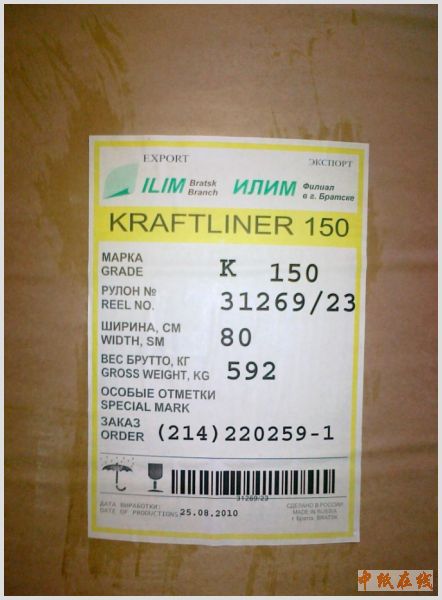 EXPORT ЭКСПОРТ
ILIM Bratsk Branch ИЛИМ Филиал в г. Братске
KRAFTLINER 150
МАРКА
GRADE K 150
РУЛОН №
REEL NO. 31269/23
ШИРИНА, СМ
WIDTH, SM 80
ВЕС БРУТТО, КГ
GROSS WEIGHT, KG 592
ОСОБЫЕ ОТМЕТКИ
SPECIAL MARK
ЗАКАЗ
ORDER (214)220259-1
31269/23
ДАТА ВЫРАБОТКИ:
DATE OF PRODUCTIONS: 25.08.2010
СДЕЛАНО В РОССИИ
MADE IN RUSSIA
г. Братск, BRATSK
中纸在线